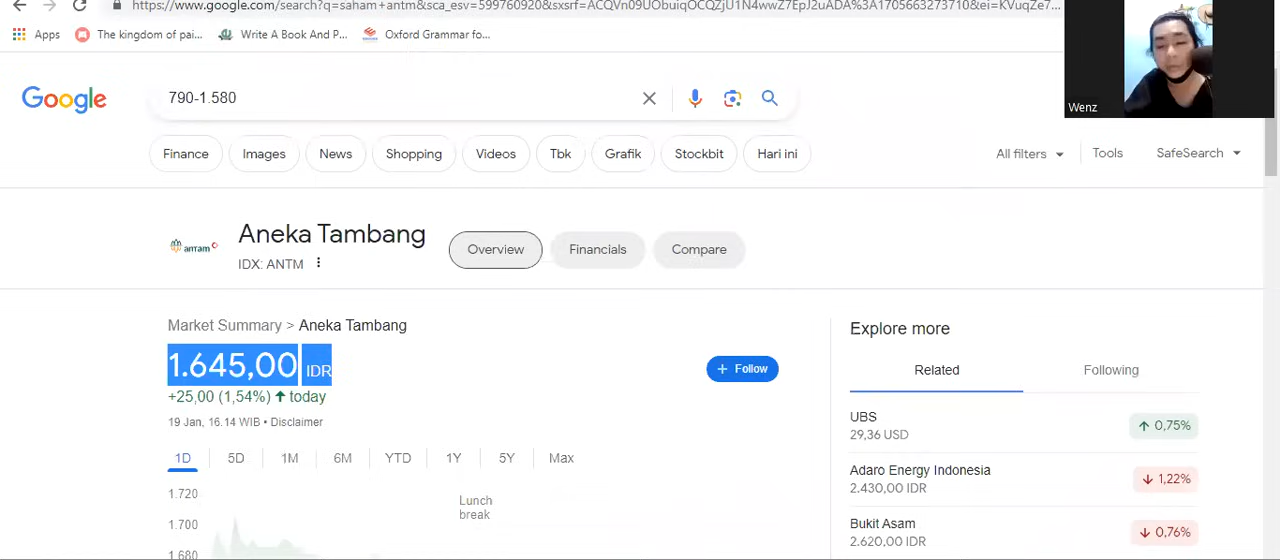 https://www.google.com/search?q=saham+antm&sca_esv=599760920&sxsrf=ACQVn09UObuiqOCQZjU1N4wwZ7EpJ2uADA%3A1705663273710&ei=KVuqZe7...
Apps
The kingdom of pai...
Write A Book And P...
Oxford Grammar fo...
Wenz
Google
790-1.580
Finance
Images
News
Shopping
Videos
Tbk
Grafik
Stockbit
Hari ini
All filters
Tools
SafeSearch
antam
Aneka Tambang
IDX: ANTM
Overview
Financials
Compare
Market Summary > Aneka Tambang
1.645,00 IDR
+25,00 (1,54%) ↑ today
19 Jan, 16.14 WIB • Disclaimer
+ Follow
1D
5D
1M
6M
YTD
1Y
5Y
Max
1.720
1.700
1.680
Lunch
break
Explore more
Related
Following
UBS
29,36 USD
↑ 0,75%
Adaro Energy Indonesia
2.430,00 IDR
↓ 1,22%
Bukit Asam
2.620,00 IDR
↓ 0,76%